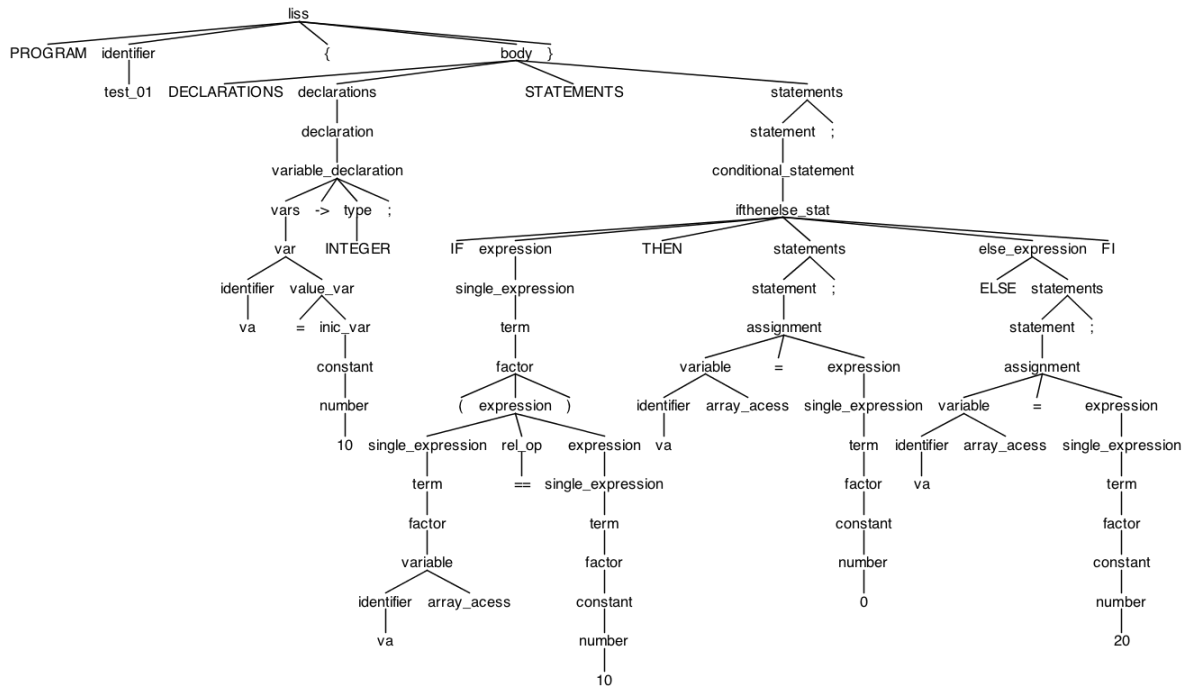 liss
PROGRAM identifier { body }
test_01 DECLARATIONS declarations STATEMENTS statements
declaration statement ;
variable_declaration conditional_statement
vars -> type ; ifthenelse_stat
var INTEGER IF expression THEN statements else_expression FI
identifier value_var single_expression statement ; ELSE statements
va = inic_var term assignment statement ;
constant factor variable = expression assignment
number ( expression ) identifier array_acess single_expression variable = expression
10 single_expression rel_op expression va term identifier array_acess single_expression
term == single_expression factor va term
factor term constant factor
variable factor number constant
identifier array_acess constant 0 number
va number 20
10